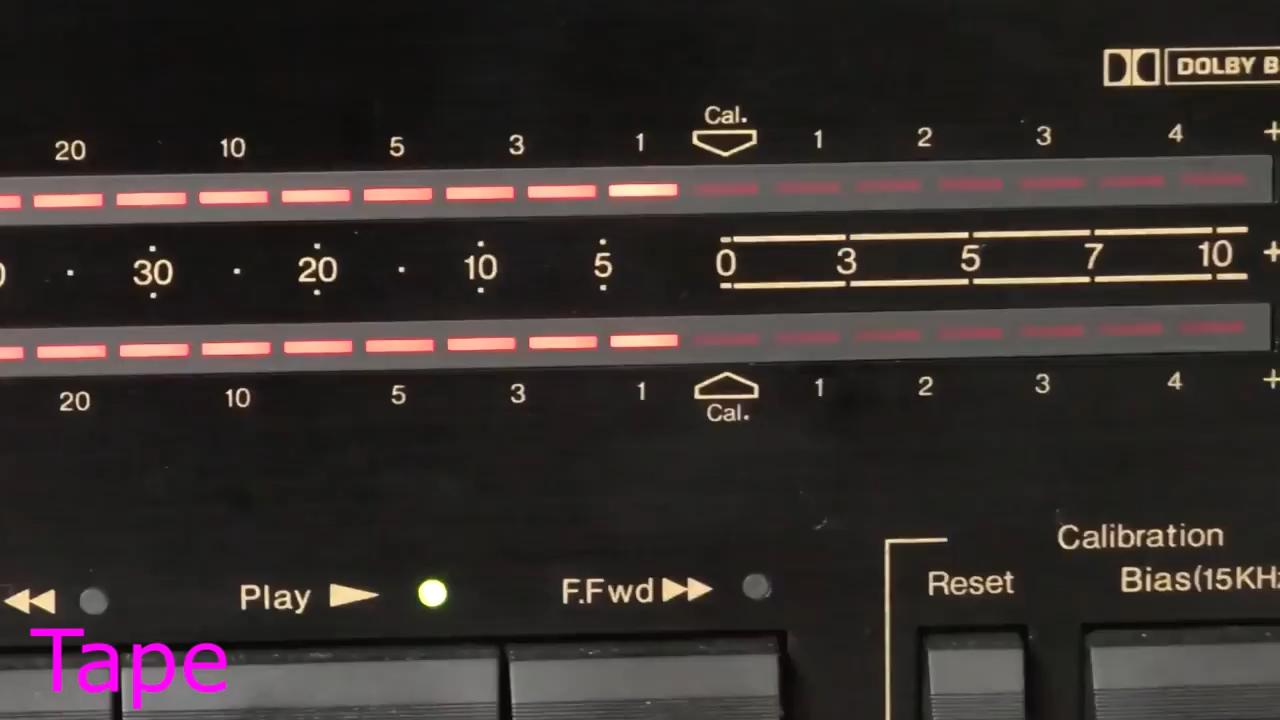 DOLBY B
Cal.
20 10 5 3 1 1 2 3 4 +
30 20 10 5 0 3 5 7 10 +
20 10 5 3 1 1 2 3 4 +
Cal.
Calibration
Play F.Fwd Reset Bias(15KHz
Tape